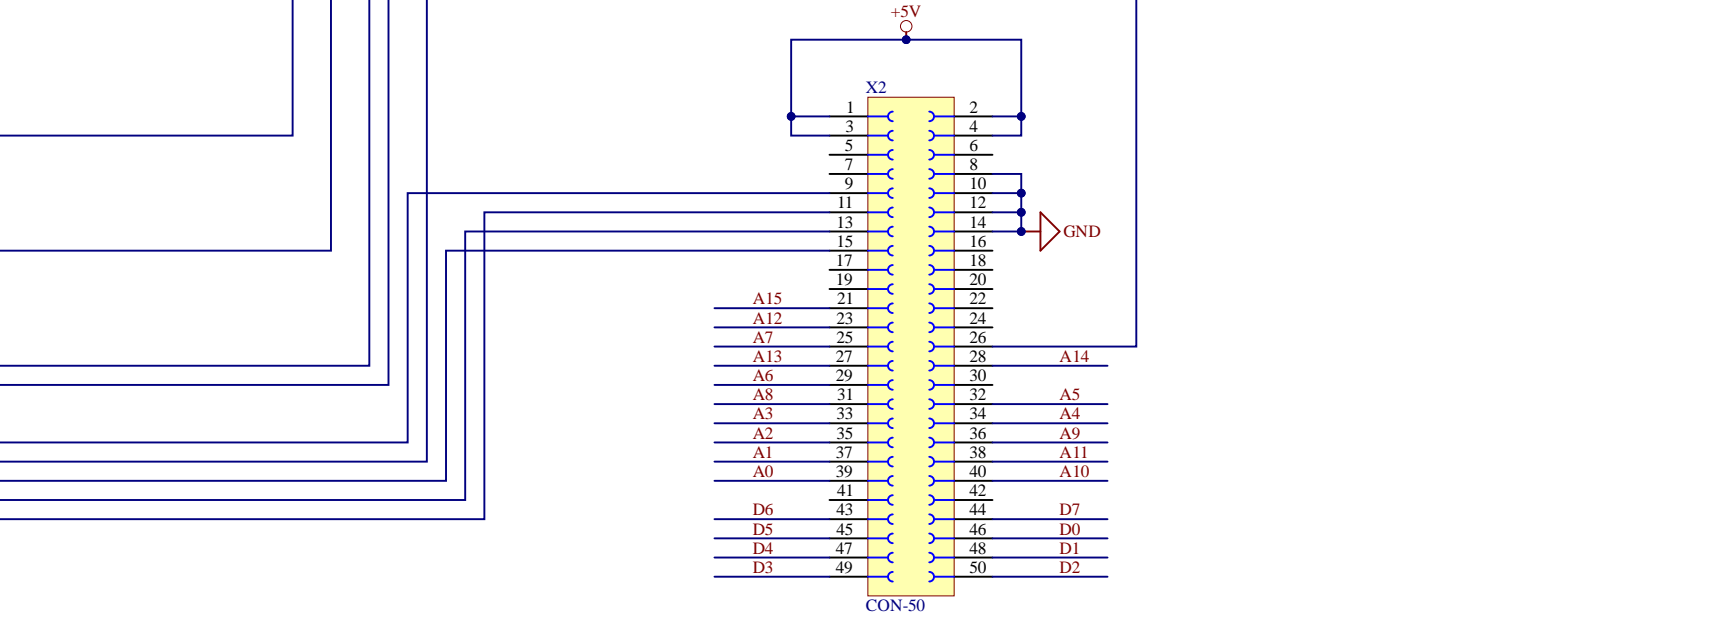 +5V
X2
1 2
3 4
5 6
7 8
9 10
11 12
13 14 GND
15 16
17 18
19 20
A15 21 22
A12 23 24
A7 25 26
A13 27 28 A14
A6 29 30
A8 31 32 A5
A3 33 34 A4
A2 35 36 A9
A1 37 38 A11
A0 39 40 A10
41 42
D6 43 44 D7
D5 45 46 D0
D4 47 48 D1
D3 49 50 D2
CON-50